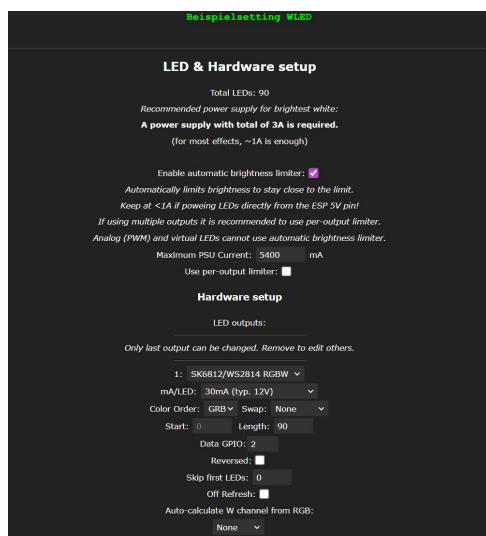 Beispielsetting WLED
LED & Hardware setup
Total LEDs: 90
Recommended power supply for brightest white:
A power supply with total of 3A is required.
(for most effects, ~1A is enough)
Enable automatic brightness limiter:
Automatically limits brightness to stay close to the limit.
Keep at <1A if poweing LEDs directly from the ESP 5V pin!
If using multiple outputs it is recommended to use per-output limiter.
Analog (PWM) and virtual LEDs cannot use automatic brightness limiter.
Maximum PSU Current: 5400 mA
Use per-output limiter:
Hardware setup
LED outputs:
Only last output can be changed. Remove to edit others.
1: SK6812/WS2814 RGBW
mA/LED: 30mA (typ. 12V)
Color Order: GRB Swap: None
Start: 0 Length: 90
Data GPIO: 2
Reversed:
Skip first LEDs: 0
Off Refresh:
Auto-calculate W channel from RGB:
None